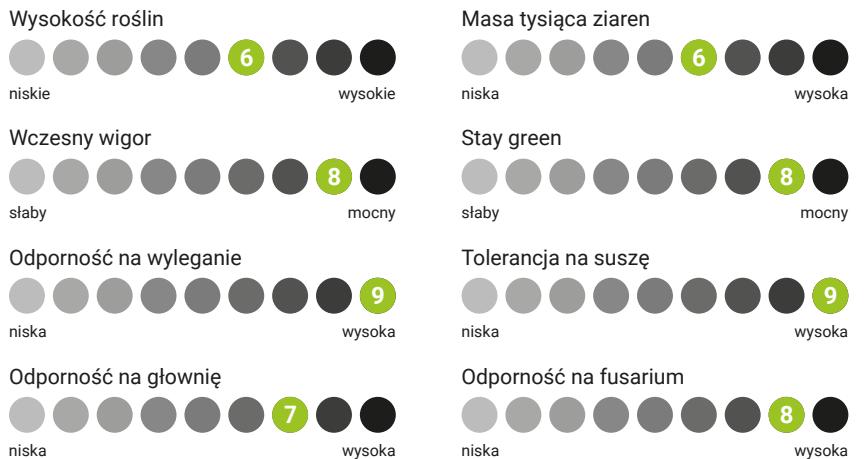 Wysokość roślin
6
niskie wysokie
Masa tysiąca ziaren
6
niska wysoka
Wczesny wigor
8
słaby mocny
Stay green
8
słaby mocny
Odporność na wyleganie
9
niska wysoka
Tolerancja na suszę
9
niska wysoka
Odporność na głownię
7
niska wysoka
Odporność na fusarium
8
niska wysoka